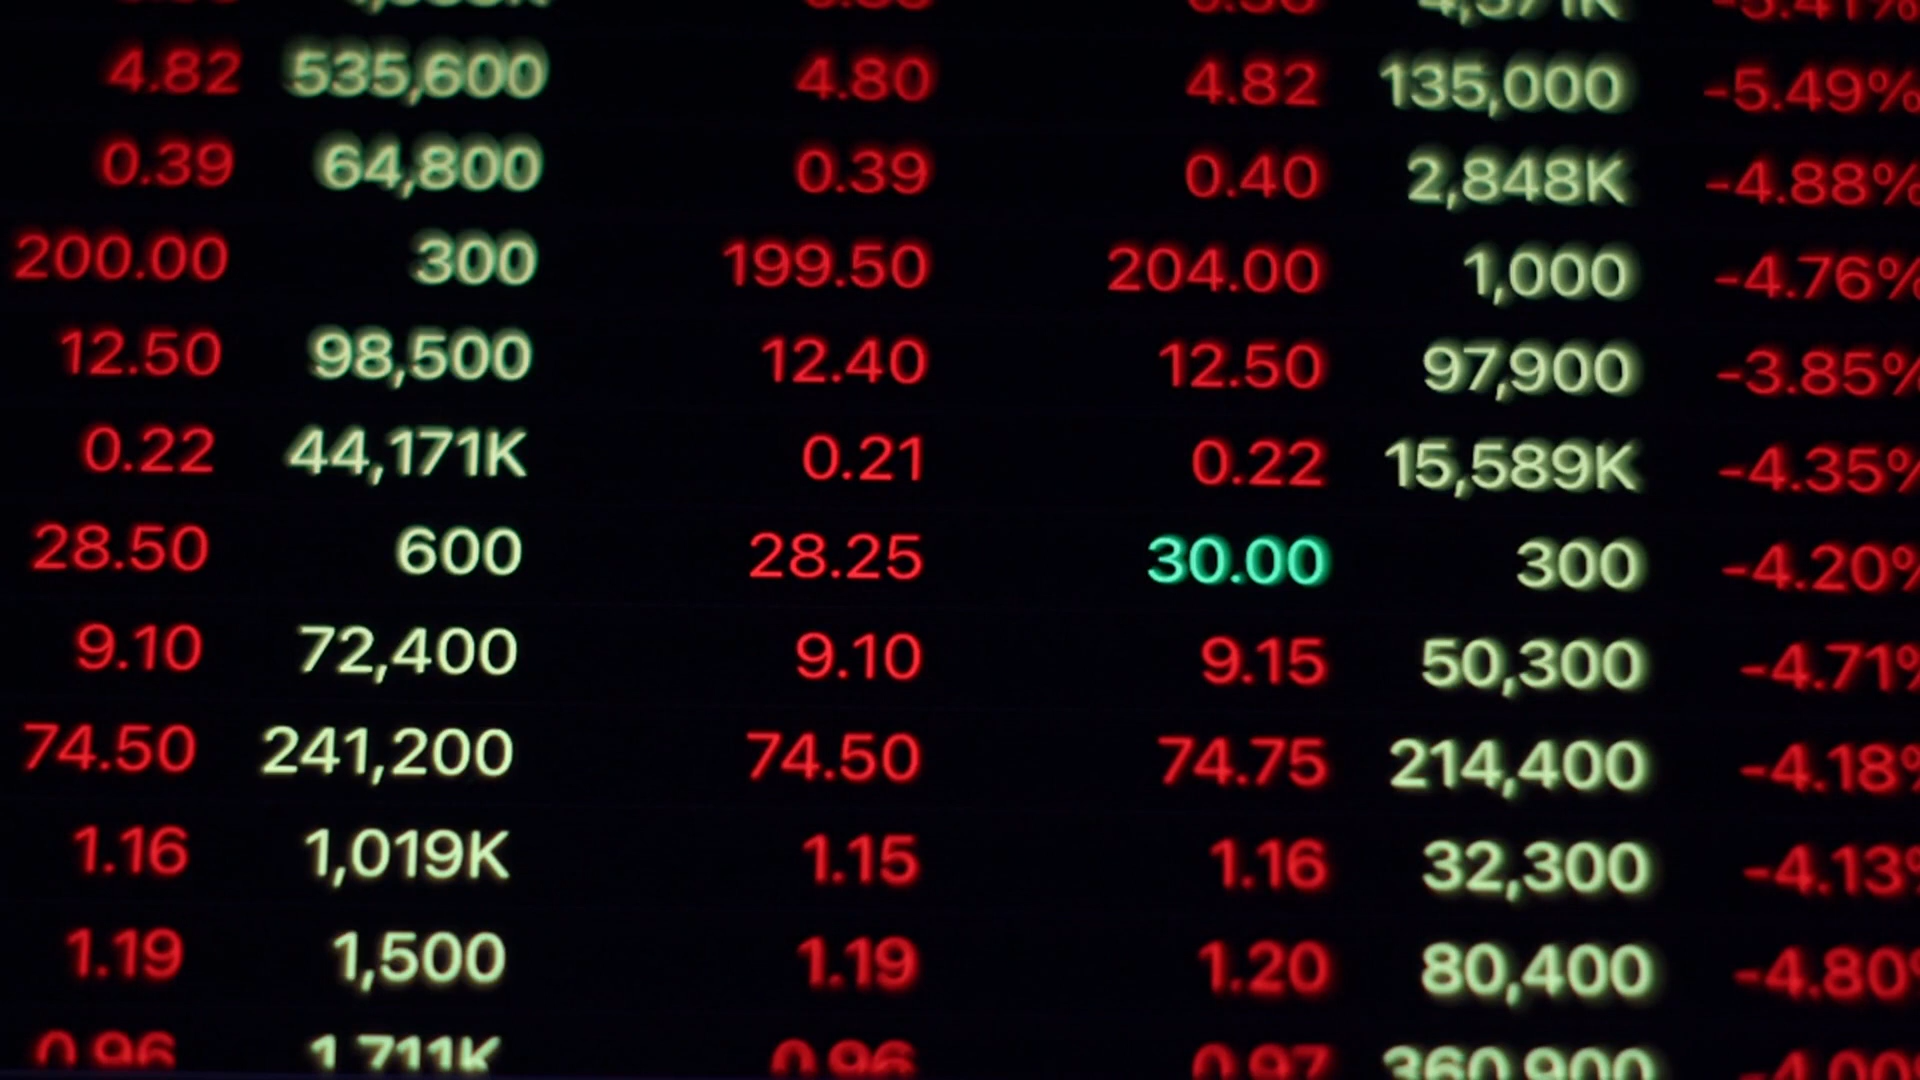 4.82 535,600 4.80 4.82 135,000 -5.49%
0.39 64,800 0.39 0.40 2,848K -4.88%
200.00 300 199.50 204.00 1,000 -4.76%
12.50 98,500 12.40 12.50 97,900 -3.85%
0.22 44,171K 0.21 0.22 15,589K -4.35%
28.50 600 28.25 30.00 300 -4.20%
9.10 72,400 9.10 9.15 50,300 -4.71%
74.50 241,200 74.50 74.75 214,400 -4.18%
1.16 1,019K 1.15 1.16 32,300 -4.13%
1.19 1,500 1.19 1.20 80,400 -4.80%
0.96 1,711K 0.96 0.97 360,900 -4.00%